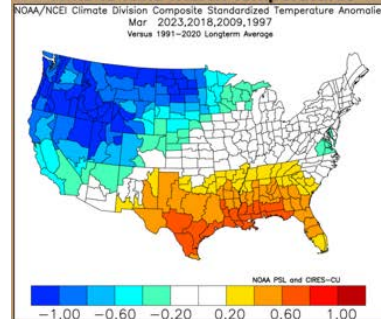 NOAA/NCEI Climate Division Composite Standardized Temperature Anomalie
Mar 2023,2018,2009,1997
Versus 1991–2020 Longterm Average
NOAA PSL and CIRES-CU
-1.00 -0.60 -0.20 0.20 0.60 1.00